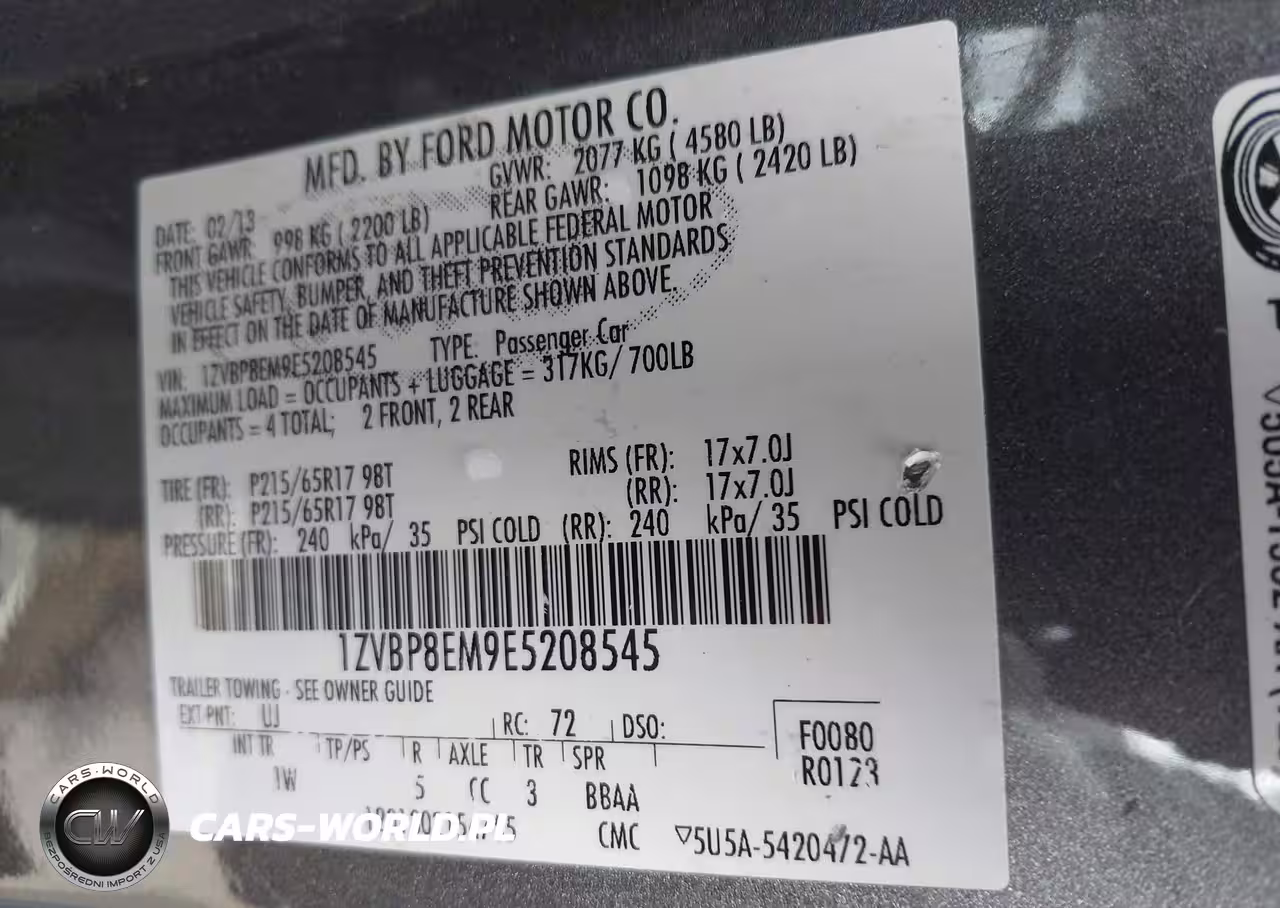 MFD. BY FORD MOTOR CO.
DATE: 02/13 GVWR: 2077 KG ( 4580 LB)
FRONT GAWR: 998 KG ( 2200 LB) REAR GAWR: 1098 KG ( 2420 LB)
THIS VEHICLE CONFORMS TO ALL APPLICABLE FEDERAL MOTOR
VEHICLE SAFETY, BUMPER, AND THEFT PREVENTION STANDARDS
IN EFFECT ON THE DATE OF MANUFACTURE SHOWN ABOVE.
VIN: 1ZVBP8EM9E5208545 TYPE: Passenger Car
MAXIMUM LOAD = OCCUPANTS + LUGGAGE = 317KG/ 700LB
OCCUPANTS = 4 TOTAL; 2 FRONT, 2 REAR
TIRE (FR): P215/65R17 98T RIMS (FR): 17x7.0J
(RR): P215/65R17 98T (RR): 17x7.0J
PRESSURE (FR): 240 kPa/ 35 PSI COLD (RR): 240 kPa/ 35 PSI COLD
1ZVBP8EM9E5208545
TRAILER TOWING - SEE OWNER GUIDE
EXT PNT: UJ RC: 72 DSO:
INT TR TP/PS R AXLE TR SPR
1W 5 CC 3 BBAA
F0080
R0123
CMC ▽5U5A-5420472-AA
CARS-WORLD
CW
BEZPOŚREDNI IMPORT Z USA
CARS-WORLD.PL